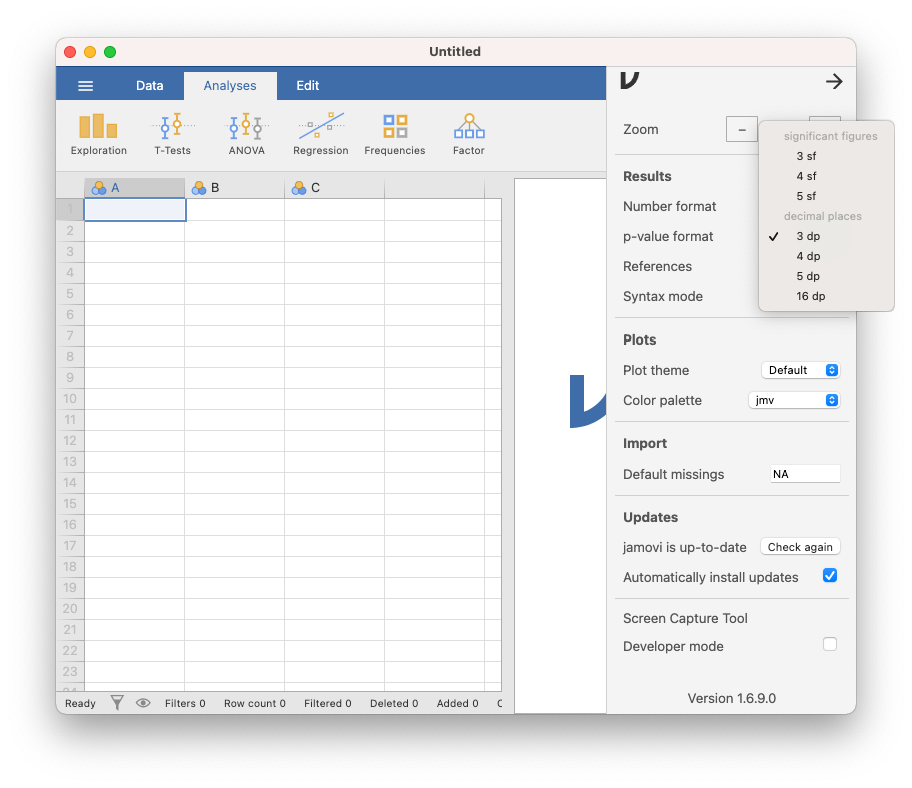 Untitled
Data Analyses Edit
Exploration T-Tests ANOVA Regression Frequencies Factor
A B C
1
2
3
4
5
6
7
8
9
10
11
12
13
14
15
16
17
18
19
20
21
22
23
Ready Filters 0 Row count 0 Filtered 0 Deleted 0 Added 0 C
Zoom –
Results
Number format
p-value format
References
Syntax mode
significant figures
3 sf
4 sf
5 sf
decimal places
3 dp
4 dp
5 dp
16 dp
Plots
Plot theme Default
Color palette jmv
Import
Default missings NA
Updates
jamovi is up-to-date Check again
Automatically install updates
Screen Capture Tool
Developer mode
Version 1.6.9.0